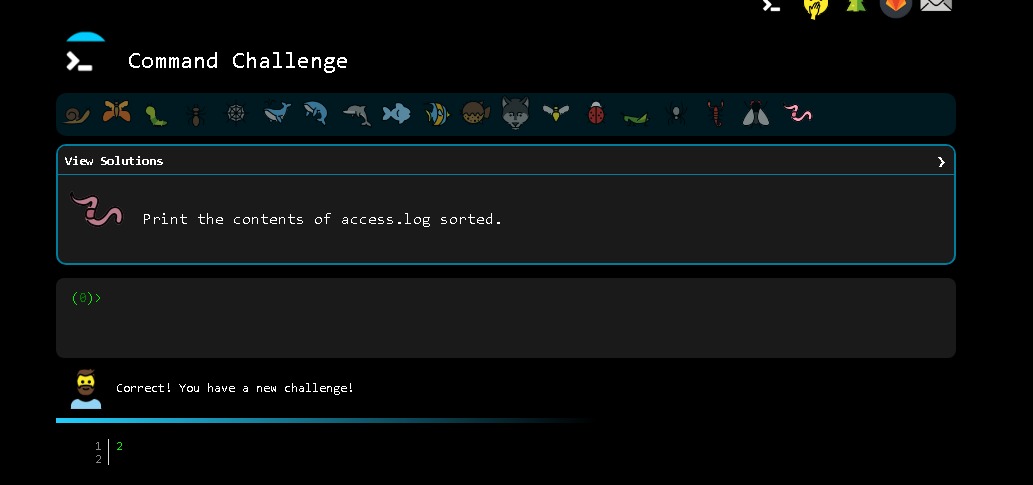 Command Challenge
View Solutions
Print the contents of access.log sorted.
(0)>
Correct! You have a new challenge!
1 2
2